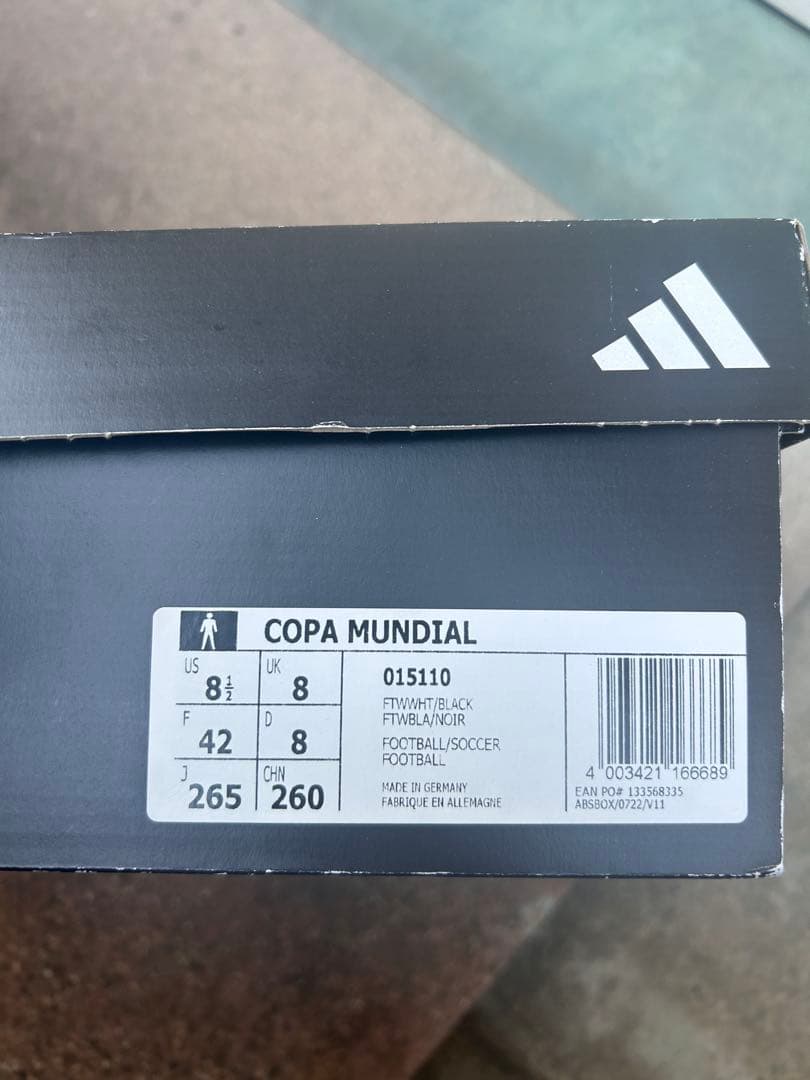 COPA MUNDIAL
US 8½ UK 8
F 42 D 8
J 265 CHN 260
015110
FTWWHT/BLACK
FTWBLA/NOIR
FOOTBALL/SOCCER
FOOTBALL
MADE IN GERMANY
FABRIQUE EN ALLEMAGNE
4 003421 166689
EAN PO# 133568335
ABSBOX/0722/V11